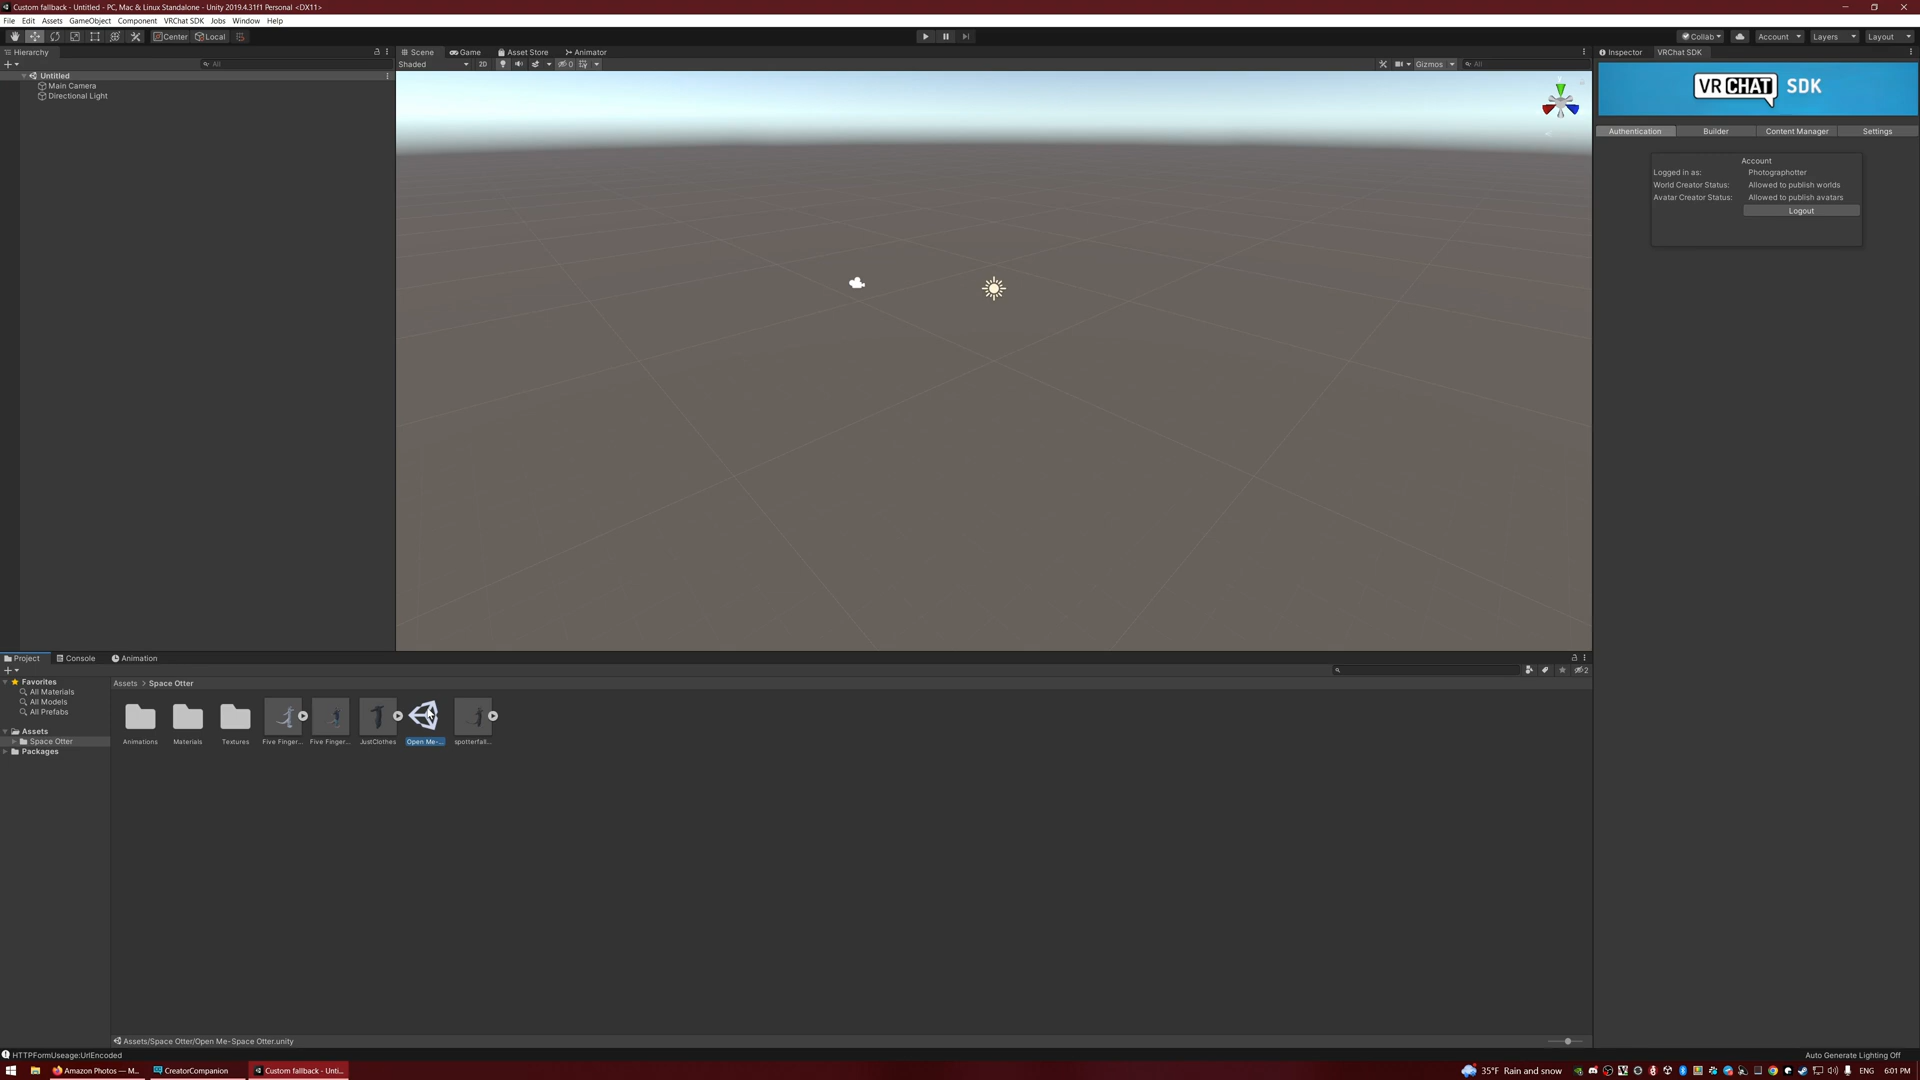 Custom fallback - Untitled - PC, Mac & Linux Standalone - Unity 2019.4.31f1 Personal <DX11>
File Edit Assets GameObject Component VRChat SDK Jobs Window Help
Center Local Collab Account Layers Layout
Hierarchy
All
Untitled
Main Camera
Directional Light
Scene Game Asset Store Animator
Shaded 2D 0 Gizmos All
Inspector VRChat SDK
VRCHAT SDK
Authentication Builder Content Manager Settings
Account
Logged in as: Photographotter
World Creator Status: Allowed to publish worlds
Avatar Creator Status: Allowed to publish avatars
Logout
Project Console Animation
2
Favorites
All Materials
All Models
All Prefabs
Assets
Space Otter
Packages
Assets > Space Otter
Animations Materials Textures Five Finger... Five Finger... JustClothes Open Me-... spotterfall...
Assets/Space Otter/Open Me-Space Otter.unity
HTTPFormUseage:UrlEncoded
Auto Generate Lighting Off
Amazon Photos — M... CreatorCompanion Custom fallback - Unti...
35°F Rain and snow ENG 6:01 PM